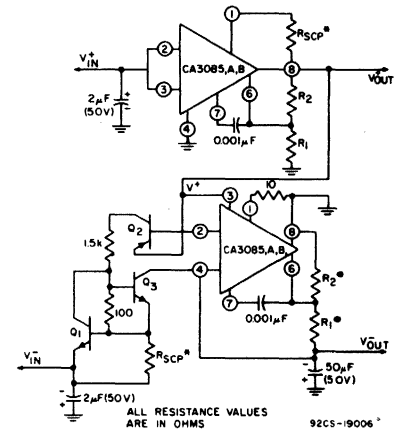 1
RSCP*
V+IN
2
CA3085,A,B
8
V+OUT
3
6
R2
2μF
(50V)
+
-
7
4
0.001μF
R1
V+
3
1
10
Q2
2
8
1.5k
CA3085,A,B
4
6
Q3
R2●
7
0.001μF
100
Q1
R1●
V-IN
RSCP*
V-OUT
-
+
50μF
(50V)
-
+
2μF(50V)
ALL RESISTANCE VALUES
ARE IN OHMS
92CS-19006